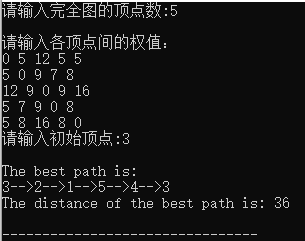 请输入完全图的顶点数:5
请输入各顶点间的权值:
0 5 12 5 5
5 0 9 7 8
12 9 0 9 16
5 7 9 0 8
5 8 16 8 0
请输入初始顶点:3
The best path is:
3-->2-->1-->5-->4-->3
The distance of the best path is: 36
--------------------------------